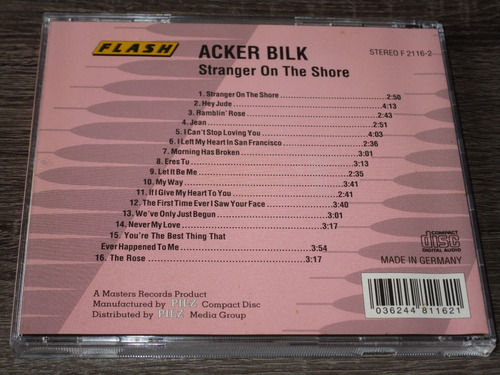 FLASH
ACKER BILK
STEREO F 2116-2
Stranger On The Shore
1. Stranger On The Shore 2:50
2. Hey Jude 4:13
3. Ramblin' Rose 2:43
4. Jean 2:51
5. I Can't Stop Loving You 4:03
6. I Left My Heart In San Francisco 2:36
7. Morning Has Broken 3:01
8. Eres Tu 3:13
9. Let It Be Me 2:35
10. My Way 3:41
11. If I Give My Heart To You 2:41
12. The First Time Ever I Saw Your Face 3:40
13. We've Only Just Begun 3:01
14. Never My Love 3:17
15. You're The Best Thing That
Ever Happened To Me 3:54
16. The Rose 3:17
COMPACT
disc
DIGITAL AUDIO
MADE IN GERMANY
A Masters Records Product
Manufactured by PILZ Compact Disc
Distributed by PILZ Media Group
036244 811621